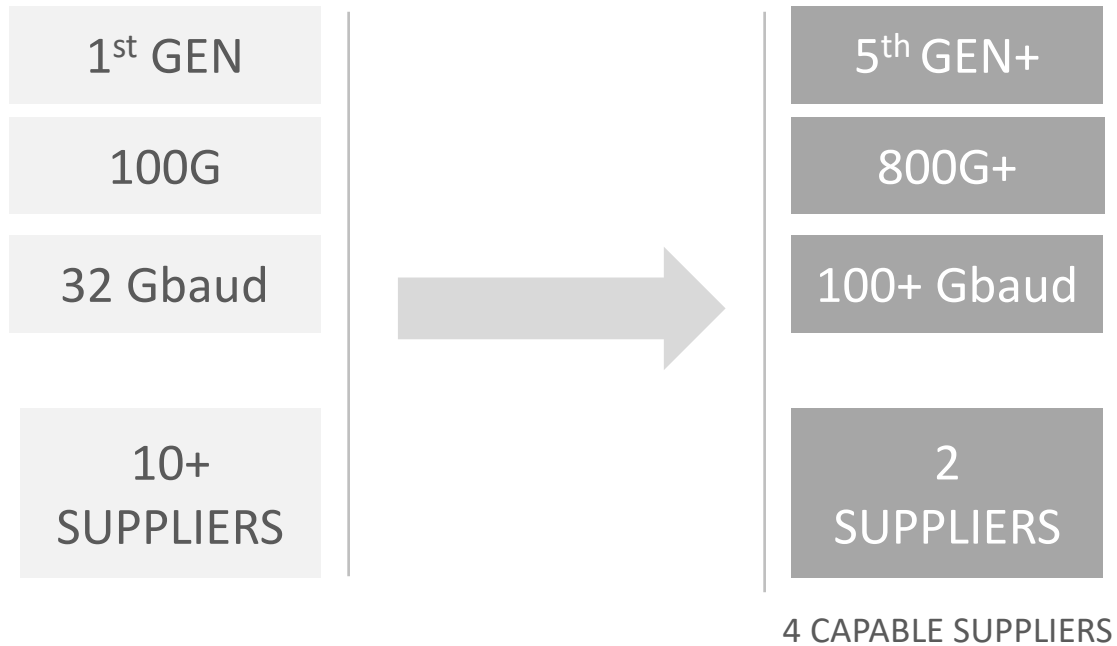 1st GEN
100G
32 Gbaud
10+
SUPPLIERS
5th GEN+
800G+
100+ Gbaud
2
SUPPLIERS
4 CAPABLE SUPPLIERS